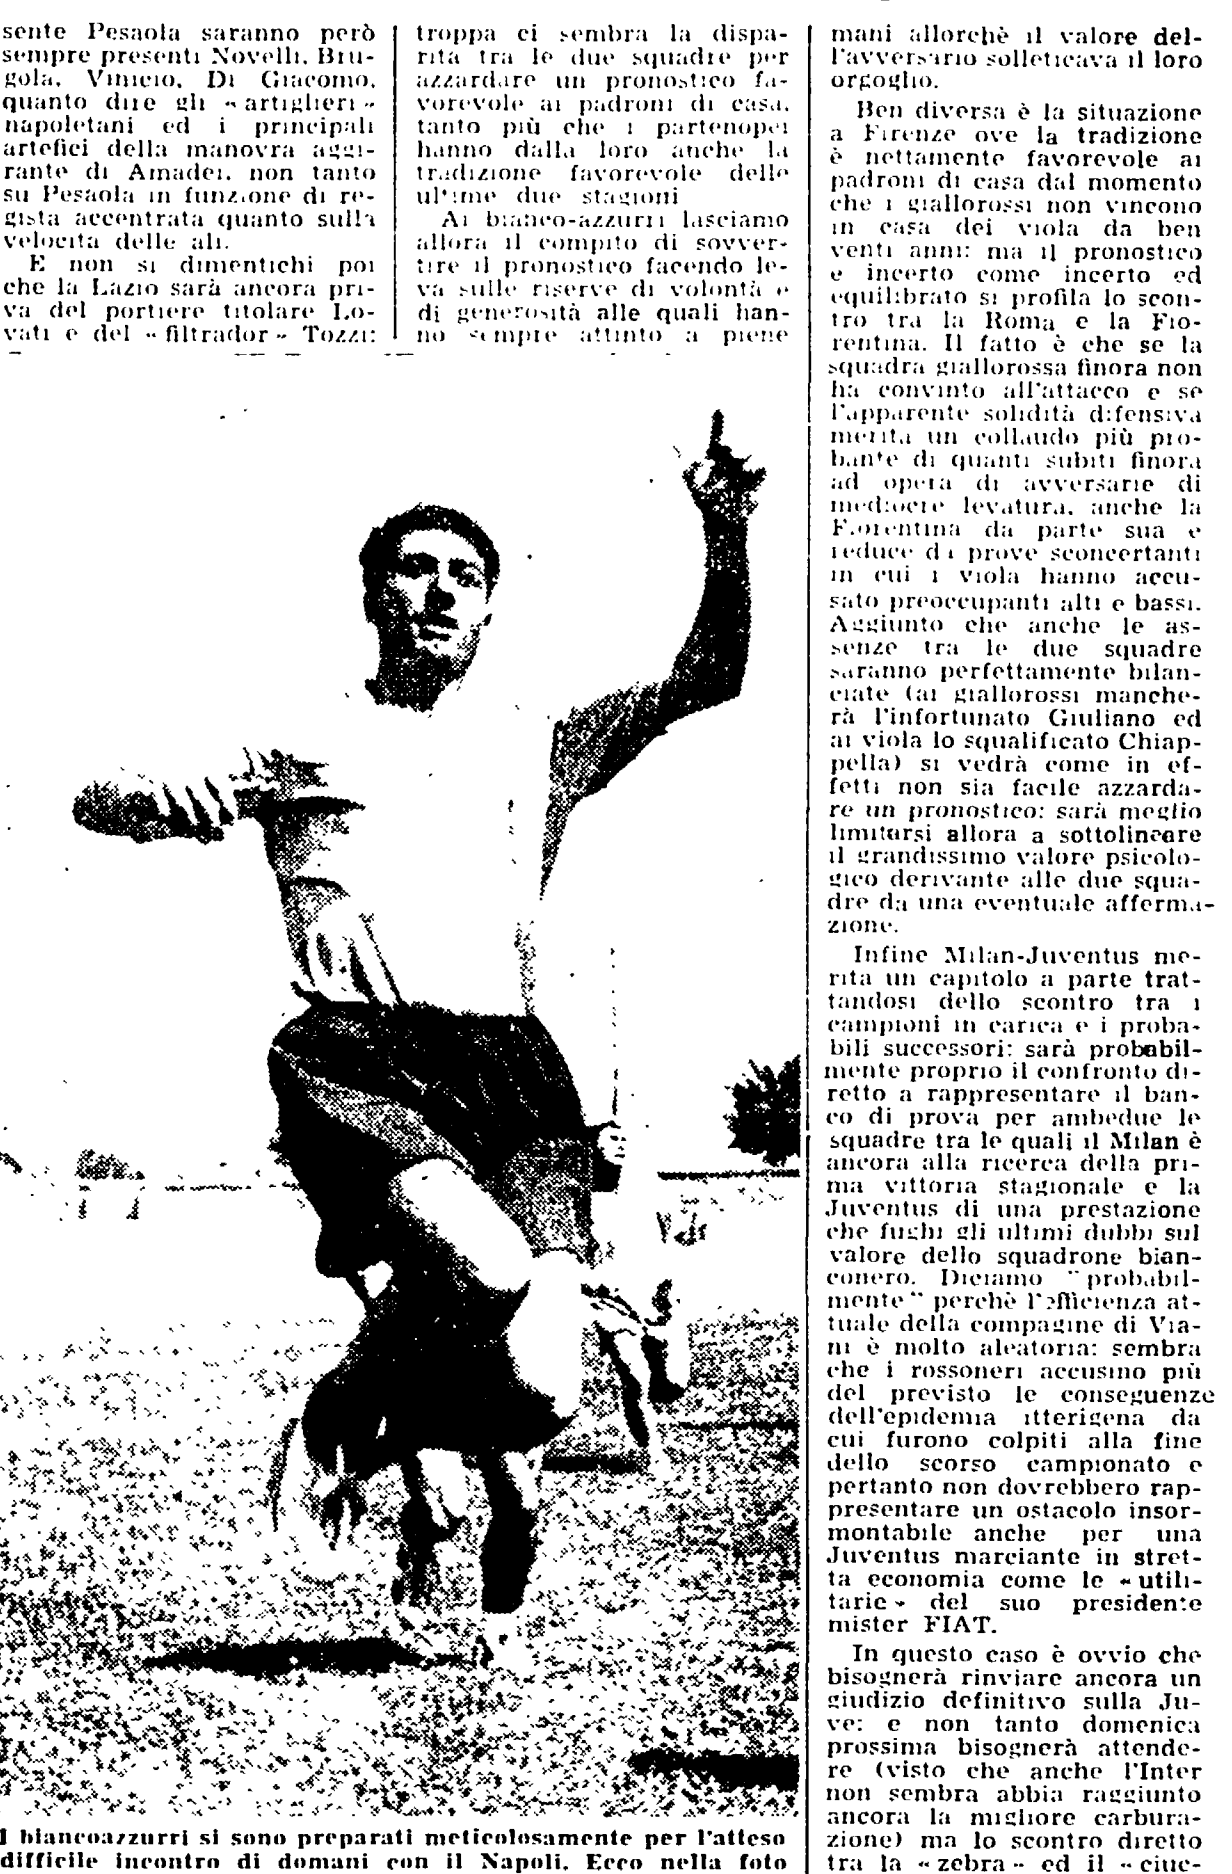 sente Pesaola saranno però
sempre presenti Novelli, Bru-
gola, Vinicio, Di Giacomo,
quanto dire gli « artiglieri »
napoletani ed i principali
artefici della manovra aggi-
rante di Amadei, non tanto
su Pesaola in funzione di re-
gista accentrata quanto sulla
velocità delle ali.
E non si dimentichi poi
che la Lazio sarà ancora pri-
va del portiere titolare Lo-
vati e del « filtrador » Tozzi:
troppa ci sembra la dispa-
rità tra le due squadre per
azzardare un pronostico fa-
vorevole ai padroni di casa,
tanto più che i partenopei
hanno dalla loro anche la
tradizione favorevole delle
ultime due stagioni
Ai bianco-azzurri lasciamo
allora il compito di sovver-
tire il pronostico facendo le-
va sulle riserve di volontà e
di generosità alle quali han-
no sempre attinto a piene
I biancoazzurri si sono preparati meticolosamente per l'atteso
difficile incontro di domani con il Napoli. Ecco nella foto
mani allorchè il valore del-
l'avversario solleticava il loro
orgoglio.
Ben diversa è la situazione
a Firenze ove la tradizione
è nettamente favorevole ai
padroni di casa dal momento
che i giallorossi non vincono
in casa dei viola da ben
venti anni: ma il pronostico
e incerto come incerto ed
equilibrato si profila lo scon-
tro tra la Roma e la Fio-
rentina. Il fatto è che se la
squadra giallorossa finora non
ha convinto all'attacco e se
l'apparente solidità difensiva
merita un collaudo più pro-
bante di quanti subiti finora
ad opera di avversarie di
mediocre levatura, anche la
Fiorentina da parte sua e
reduce da prove sconcertanti
in cui i viola hanno accu-
sato preoccupanti alti e bassi.
Aggiunto che anche le as-
senze tra le due squadre
saranno perfettamente bilan-
ciate (ai giallorossi manche-
rà l'infortunato Giuliano ed
ai viola lo squalificato Chiap-
pella) si vedrà come in ef-
fetti non sia facile azzarda-
re un pronostico: sarà meglio
limitarsi allora a sottolineare
il grandissimo valore psicolo-
gico derivante alle due squa-
dre da una eventuale afferma-
zione.
Infine Milan-Juventus me-
rita un capitolo a parte trat-
tandosi dello scontro tra i
campioni in carica e i proba-
bili successori: sarà probabil-
mente proprio il confronto di-
retto a rappresentare il ban-
co di prova per ambedue le
squadre tra le quali il Milan è
ancora alla ricerca della pri-
ma vittoria stagionale e la
Juventus di una prestazione
che fughi gli ultimi dubbi sul
valore dello squadrone bian-
conero. Diciamo "probabil-
mente" perchè l'efficienza at-
tuale della compagine di Via-
ni è molto aleatoria: sembra
che i rossoneri accusino più
del previsto le conseguenze
dell'epidemia itterigena da
cui furono colpiti alla fine
dello scorso campionato e
pertanto non dovrebbero rap-
presentare un ostacolo insor-
montabile anche per una
Juventus marciante in stret-
ta economia come le « utili-
tarie » del suo presidente
mister FIAT.
In questo caso è ovvio che
bisognerà rinviare ancora un
giudizio definitivo sulla Ju-
ve: e non tanto domenica
prossima bisognerà attende-
re (visto che anche l'Inter
non sembra abbia raggiunto
ancora la migliore carbura-
zione) ma lo scontro diretto
tra la « zebra » ed il « ciuc-